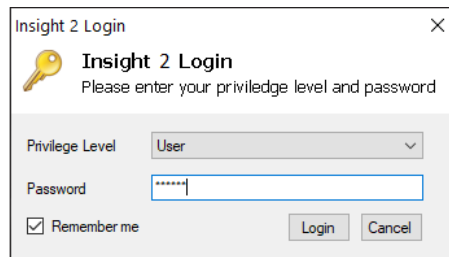 Insight 2 Login
Insight 2 Login
Please enter your priviledge level and password
Privilege Level User
Password ******
Remember me Login Cancel